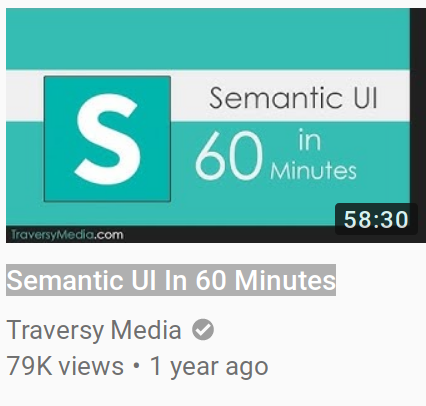 S
Semantic UI
60 in
Minutes
TraversyMedia.com
58:30
Semantic UI In 60 Minutes
Traversy Media
79K views • 1 year ago